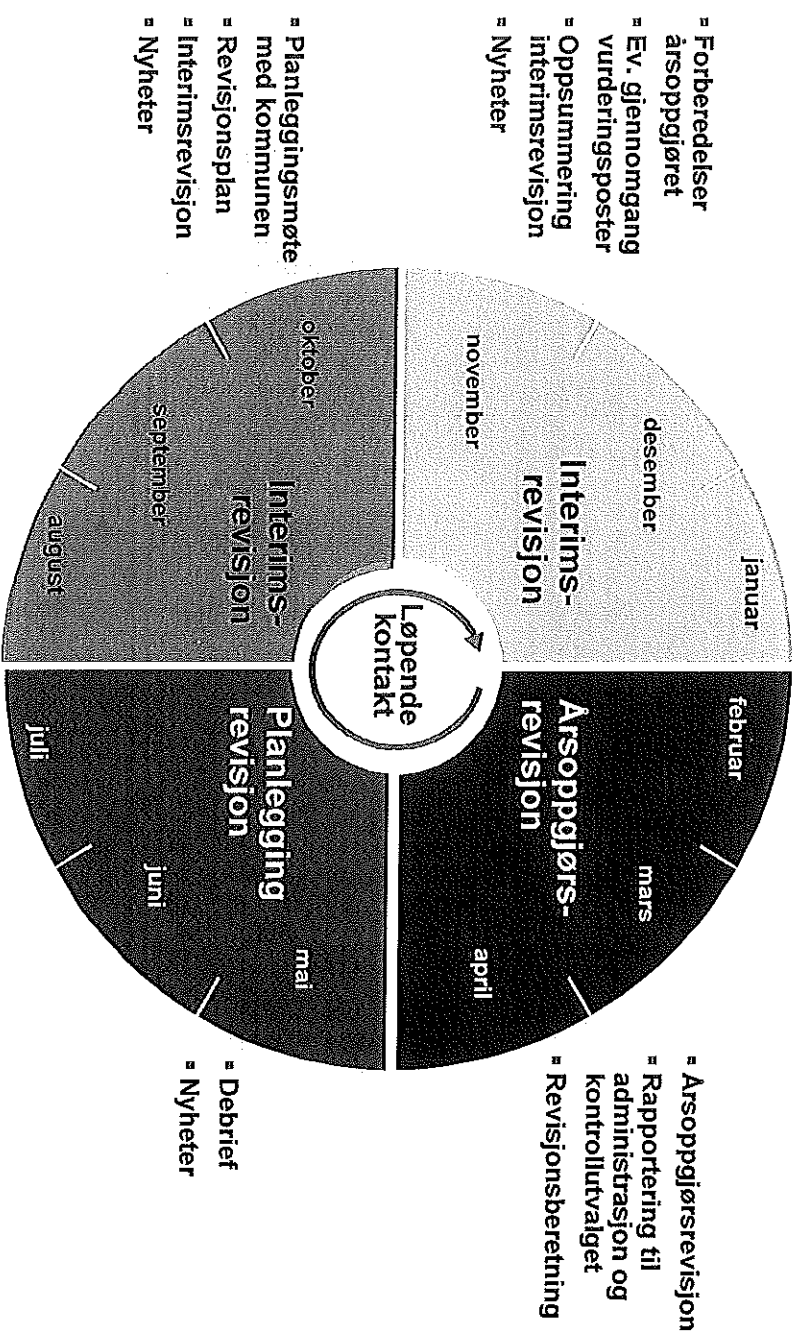 ▪ Forberedelser
årsoppgjøret
▪ Ev. gjennomgang
vurderingsposter
▪ Oppsummering
interimsrevisjon
▪ Nyheter
▪ Planleggingsmøte
med kommunen
▪ Revisjonsplan
▪ Interimsrevisjon
▪ Nyheter
januar
desember
november
Interims-
revisjon
februar
mars
april
Årsoppgjørs-
revisjon
Løpende
kontakt
oktober
september
august
Interims-
revisjon
mai
juni
juli
Planlegging
revisjon
▪ Årsoppgjørsrevisjon
▪ Rapportering til
administrasjon og
kontrollutvalget
▪ Revisjonsberetning
▪ Debrief
▪ Nyheter